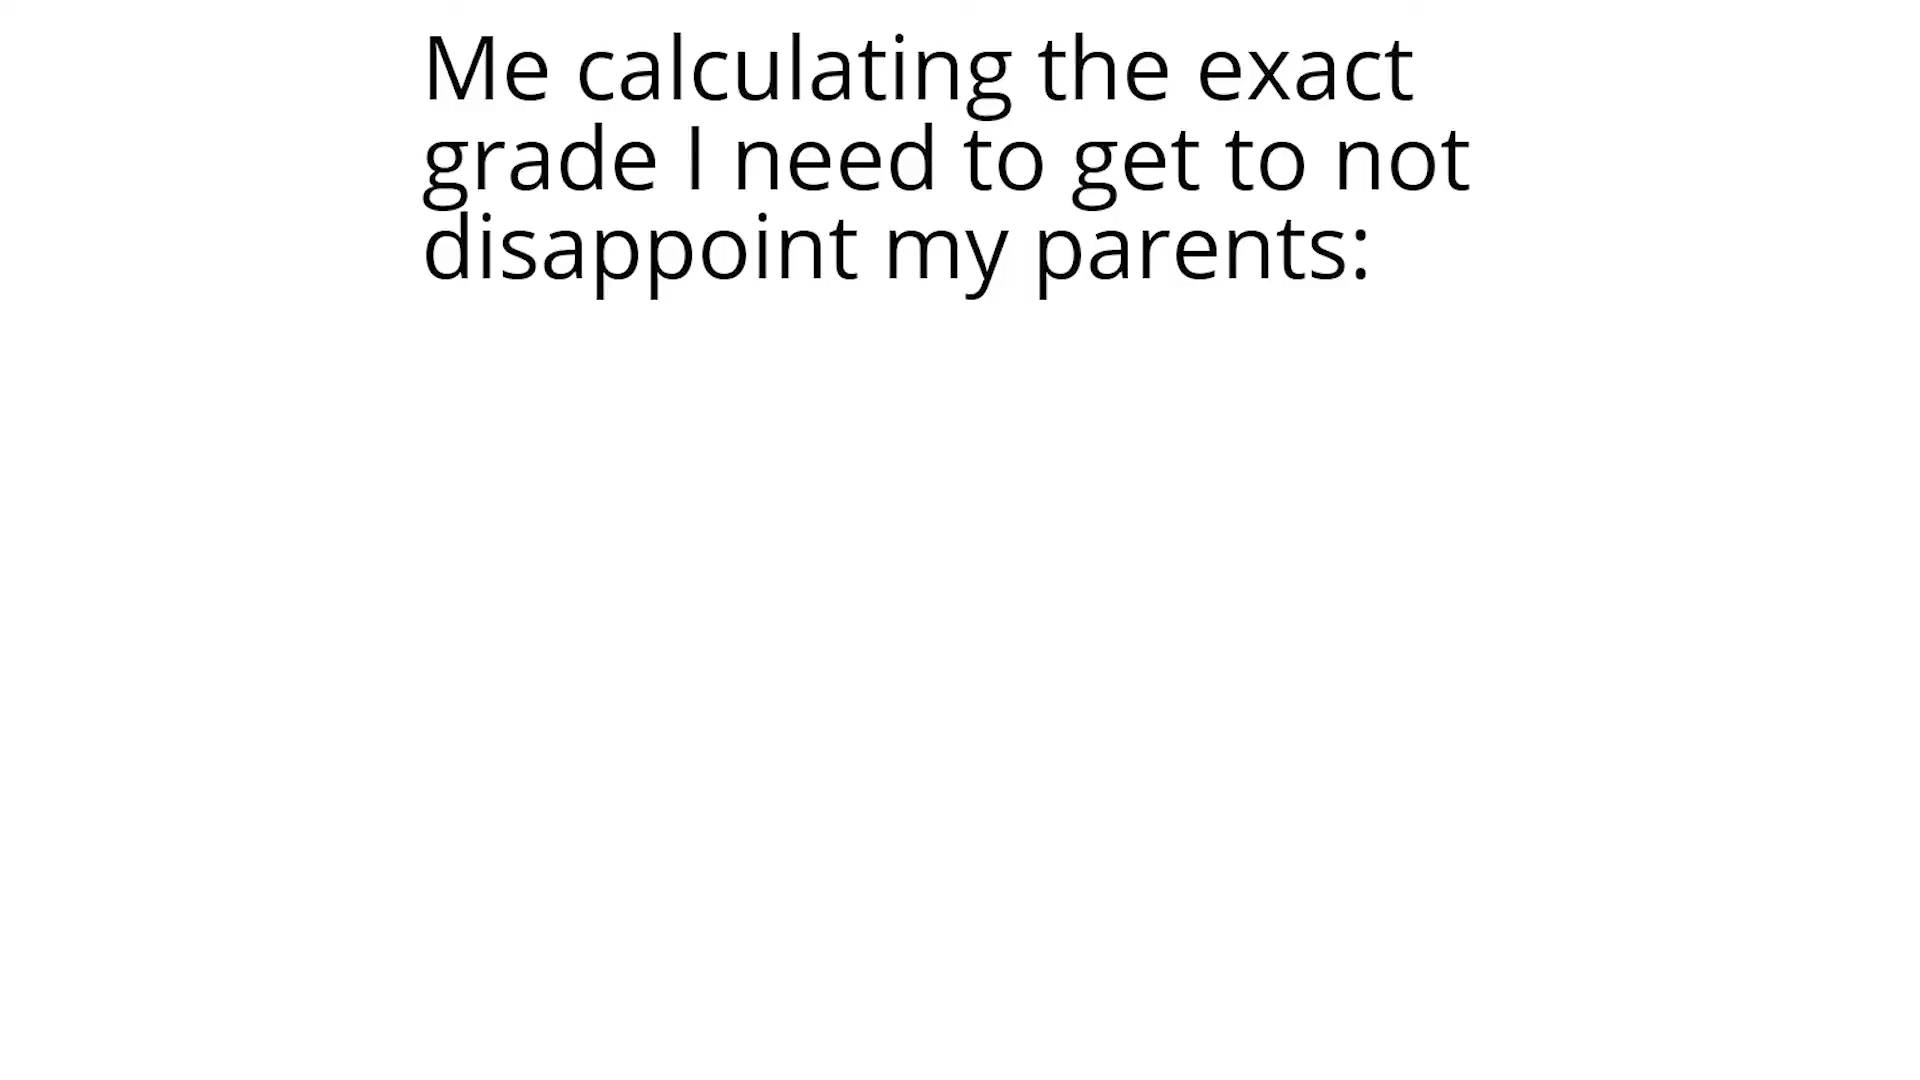 Me calculating the exact
grade I need to get to not
disappoint my parents: